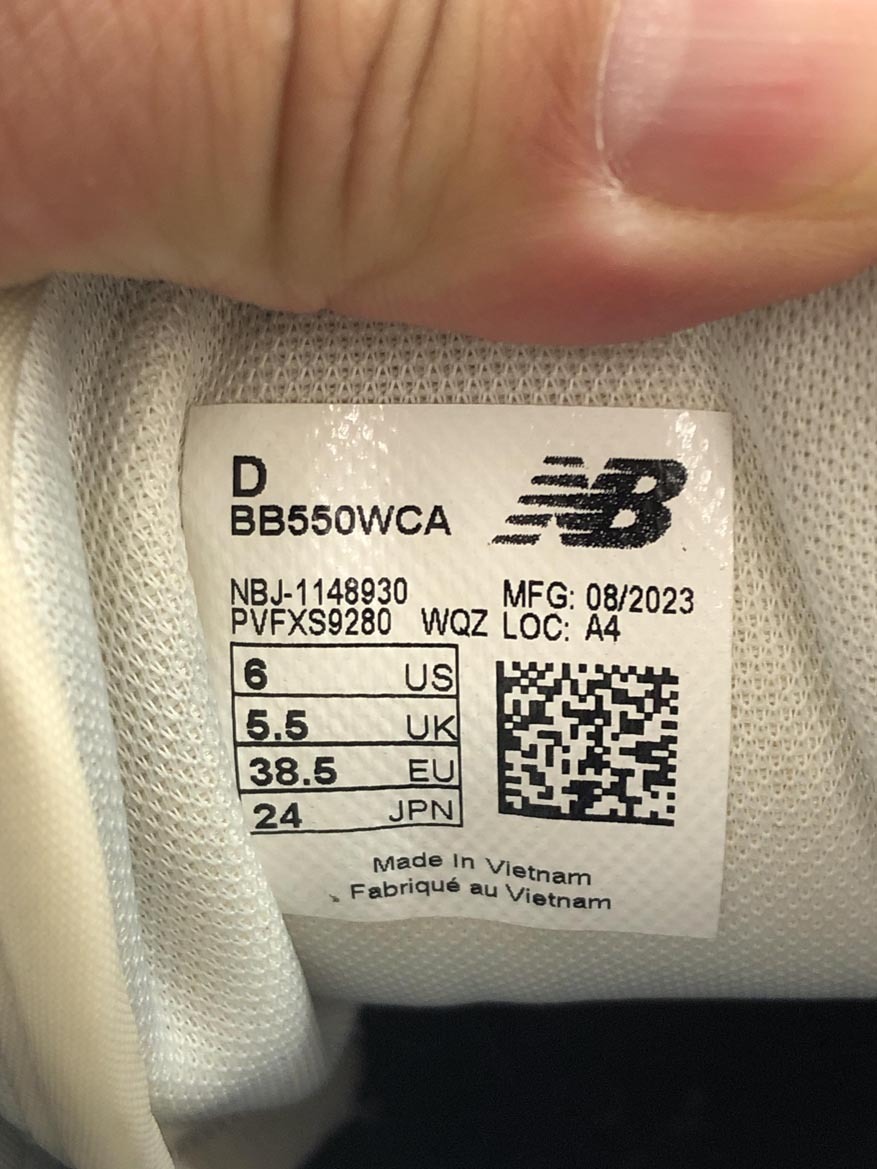 D
BB550WCA
NB
NBJ-1148930
PVFXS9280 WQZ
MFG: 08/2023
LOC: A4
6 US
5.5 UK
38.5 EU
24 JPN
Made In Vietnam
Fabriqué au Vietnam